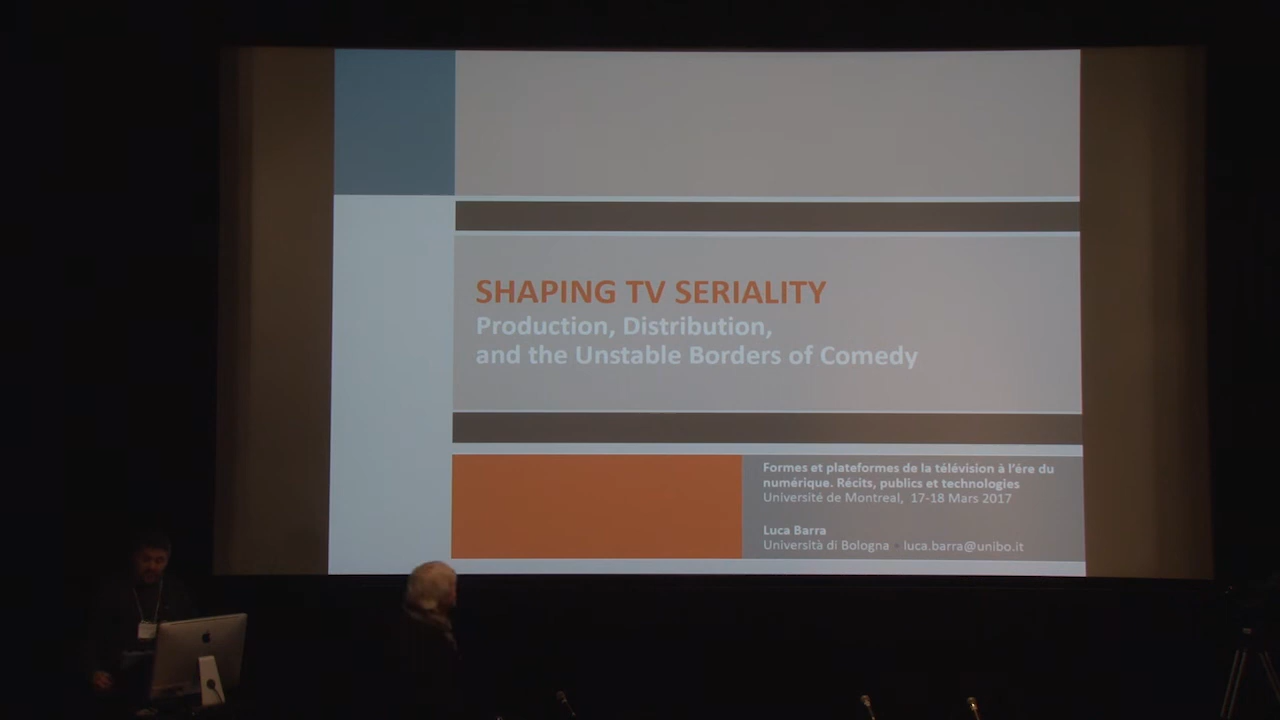 SHAPING TV SERIALITY
Production, Distribution,
and the Unstable Borders of Comedy
Formes et plateformes de la télévision à l'ére du
numérique. Récits, publics et technologies
Université de Montreal, 17-18 Mars 2017
Luca Barra
Università di Bologna • luca.barra@unibo.it